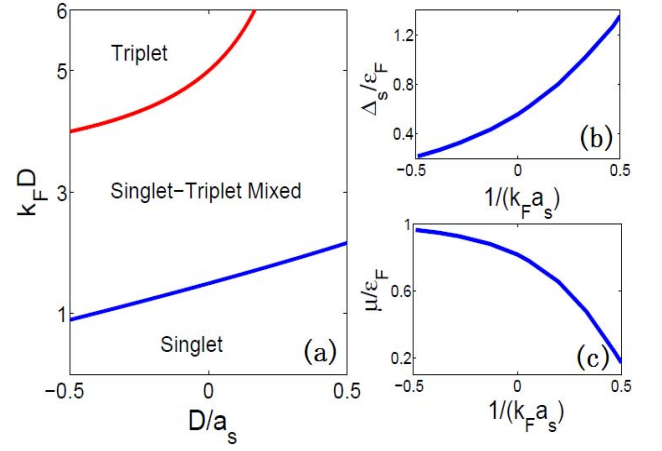 6
5
3
1
k_F D
Triplet
Singlet-Triplet Mixed
Singlet
(a)
-0.5
0
0.5
D/a_s
1.2
0.8
0.4
Δ_s/ε_F
(b)
-0.5
0
0.5
1/(k_F a_s)
1
0.6
0.2
μ/ε_F
(c)
-0.5
0
0.5
1/(k_F a_s)